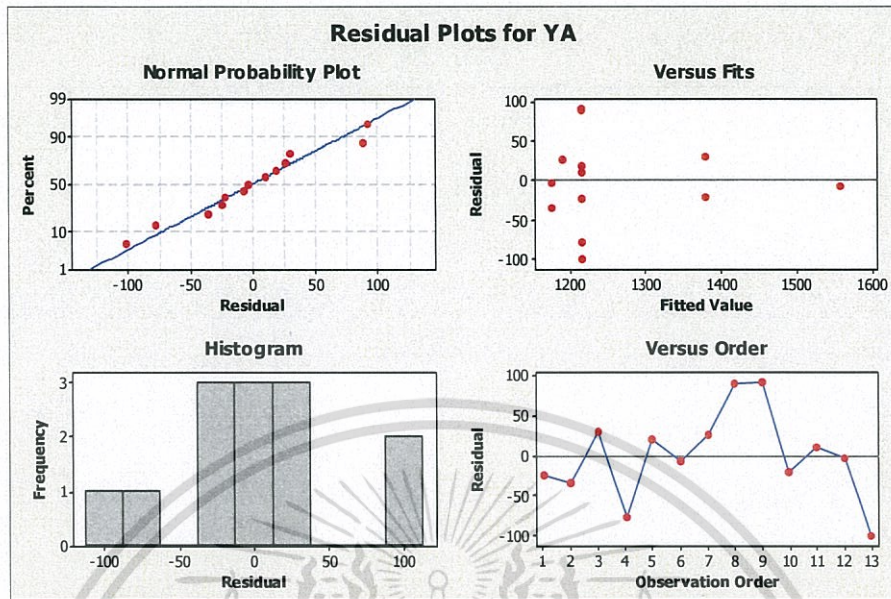 Residual Plots for YA
Normal Probability Plot
99
90
50
10
1
Percent
-100 -50 0 50 100
Residual
Versus Fits
100
50
0
-50
-100
Residual
1200 1300 1400 1500 1600
Fitted Value
Histogram
3
2
1
0
Frequency
-100 -50 0 50 100
Residual
Versus Order
100
50
0
-50
-100
Residual
1 2 3 4 5 6 7 8 9 10 11 12 13
Observation Order